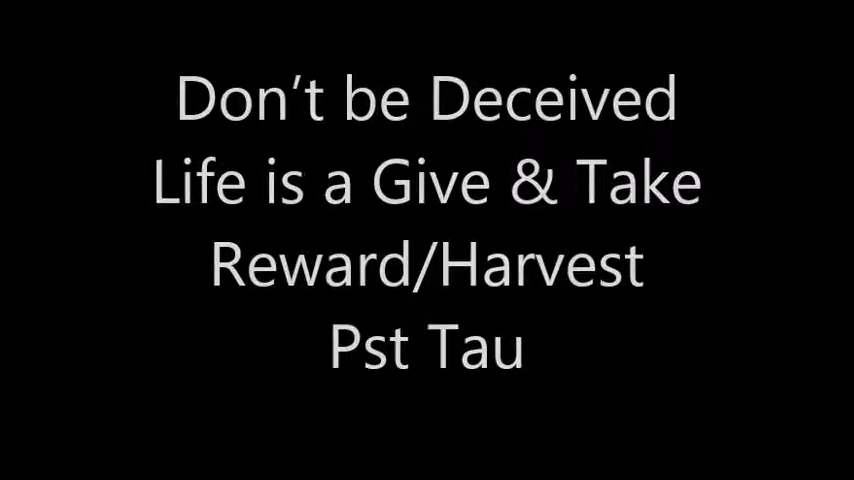 Don’t be Deceived
Life is a Give & Take
Reward/Harvest
Pst Tau